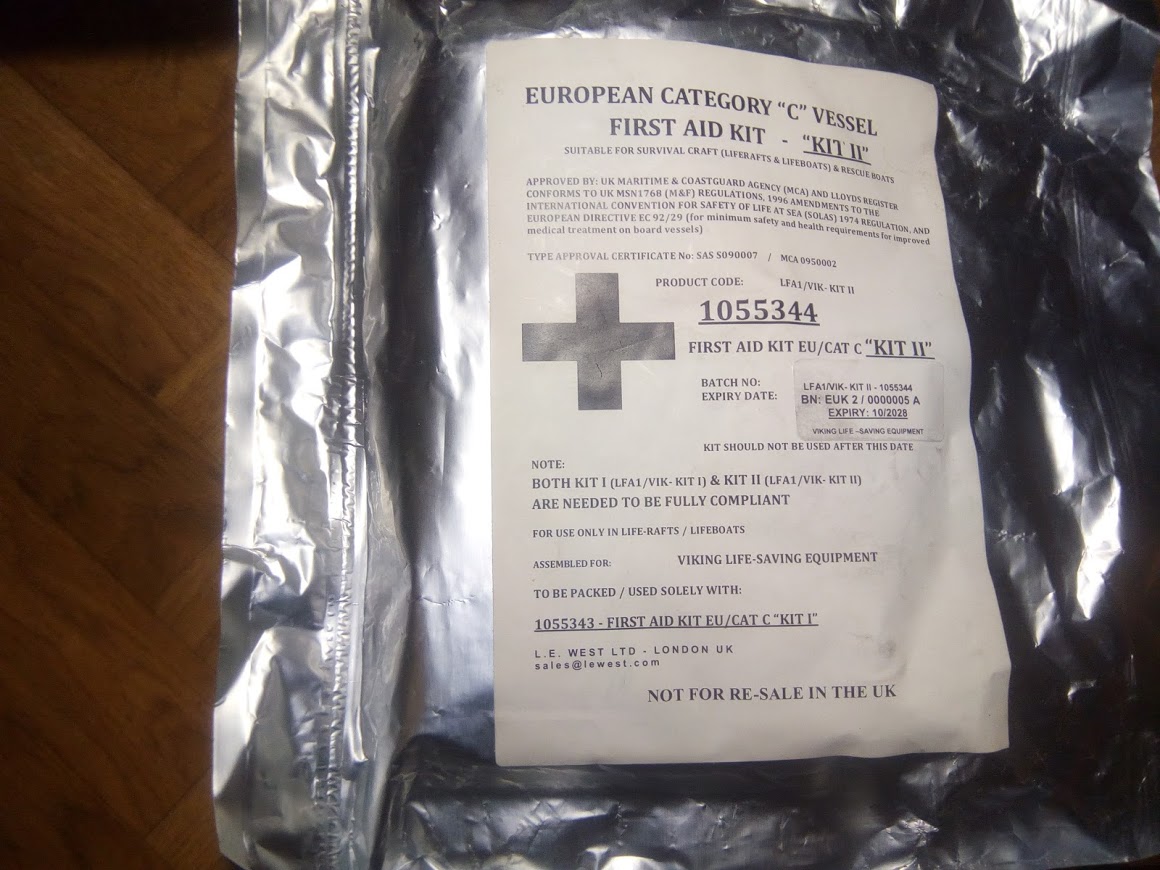 EUROPEAN CATEGORY “C” VESSEL
FIRST AID KIT - “KIT II”
SUITABLE FOR SURVIVAL CRAFT (LIFERAFTS & LIFEBOATS) & RESCUE BOATS
APPROVED BY: UK MARITIME & COASTGUARD AGENCY (MCA) AND LLOYDS REGISTER
CONFORMS TO UK MSN1768 (M&F) REGULATIONS, 1996 AMENDMENTS TO THE
INTERNATIONAL CONVENTION FOR SAFETY OF LIFE AT SEA (SOLAS) 1974 REGULATION, AND
EUROPEAN DIRECTIVE EC 92/29 (for minimum safety and health requirements for improved
medical treatment on board vessels)
TYPE APPROVAL CERTIFICATE No: SAS S090007 / MCA 0950002
PRODUCT CODE: LFA1/VIK- KIT II
1055344
FIRST AID KIT EU/CAT C “KIT II”
BATCH NO:
EXPIRY DATE:
LFA1/VIK- KIT II - 1055344
BN: EUK 2 / 0000005 A
EXPIRY: 10/2028
VIKING LIFE –SAVING EQUIPMENT
KIT SHOULD NOT BE USED AFTER THIS DATE
NOTE:
BOTH KIT I (LFA1/VIK- KIT I) & KIT II (LFA1/VIK- KIT II)
ARE NEEDED TO BE FULLY COMPLIANT
FOR USE ONLY IN LIFE-RAFTS / LIFEBOATS
ASSEMBLED FOR: VIKING LIFE-SAVING EQUIPMENT
TO BE PACKED / USED SOLELY WITH:
1055343 - FIRST AID KIT EU/CAT C “KIT I”
L.E. WEST LTD - LONDON UK
sales@lewest.com
NOT FOR RE-SALE IN THE UK